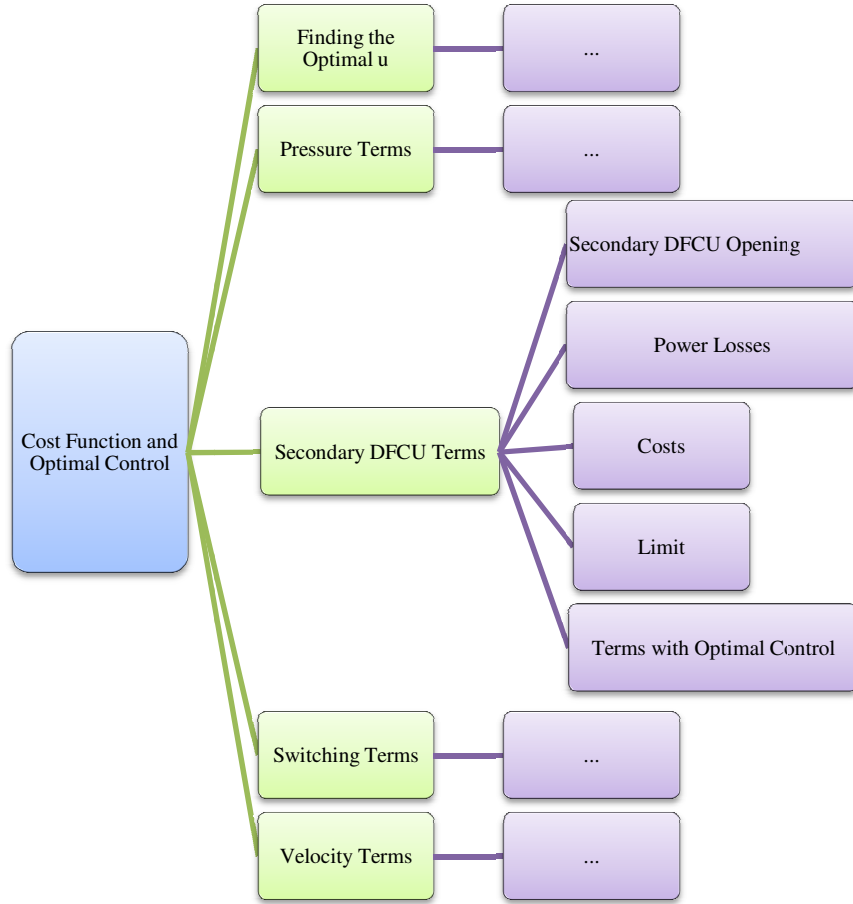 Finding the
Optimal u
...
Pressure Terms
...
Secondary DFCU Opening
Power Losses
Cost Function and
Optimal Control
Secondary DFCU Terms
Costs
Limit
Terms with Optimal Control
Switching Terms
...
Velocity Terms
...